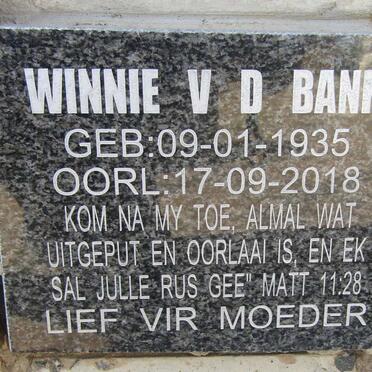 WINNIE V D BANK
GEB:09-01-1935
OORL:17-09-2018
KOM NA MY TOE, ALMAL WAT
UITGEPUT EN OORLAAI IS, EN EK
SAL JULLE RUS GEE" MATT 11:28
LIEF VIR MOEDER